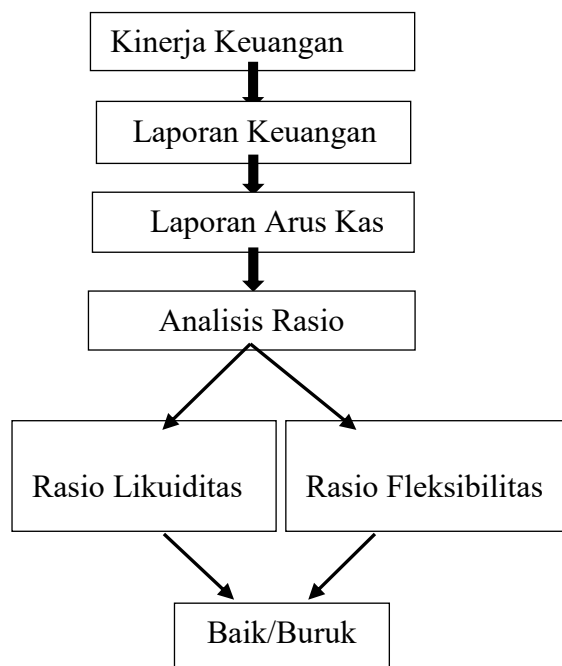 Kinerja Keuangan
Laporan Keuangan
Laporan Arus Kas
Analisis Rasio
Rasio Likuiditas
Rasio Fleksibilitas
Baik/Buruk